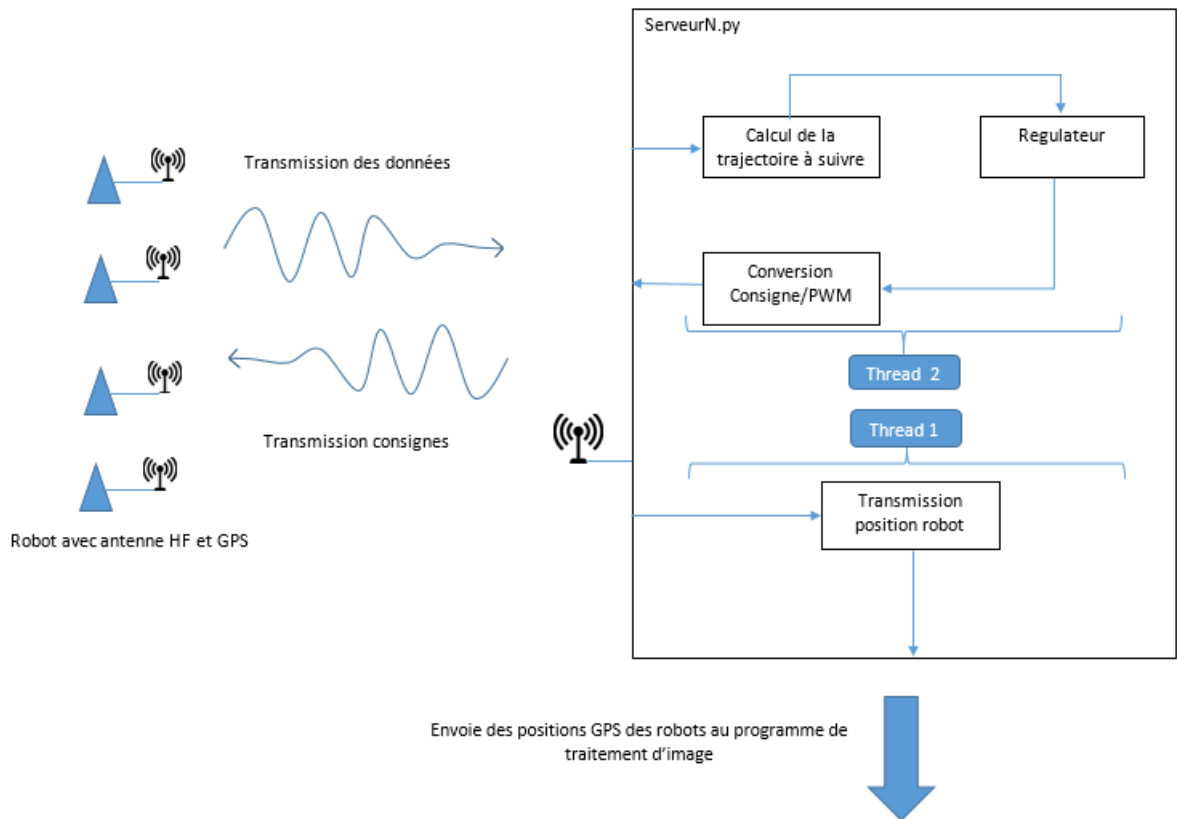 ServeurN.py
Calcul de la
trajectoire à suivre
Regulateur
Transmission des données
Conversion
Consigne/PWM
Thread 2
Thread 1
Transmission consignes
Transmission
position robot
Robot avec antenne HF et GPS
Envoie des positions GPS des robots au programme de
traitement d'image